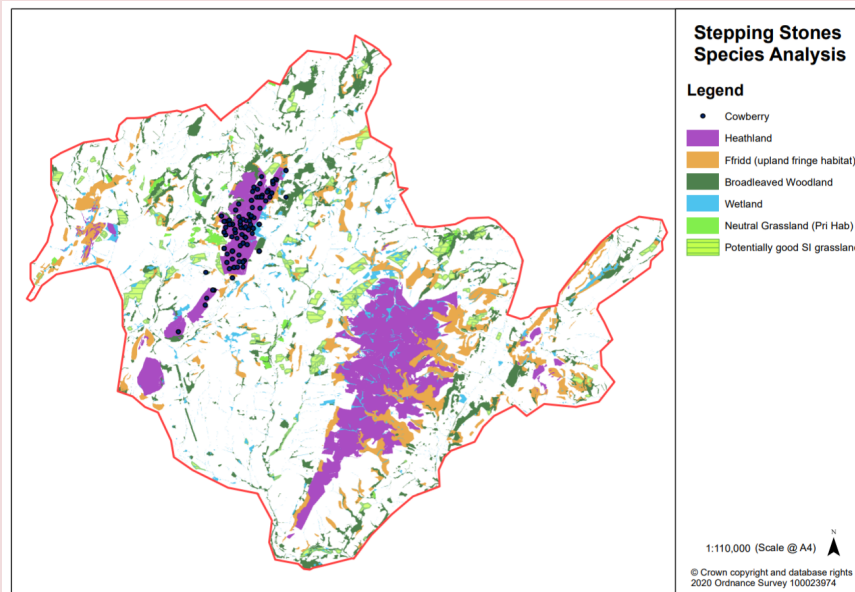 Stepping Stones
Species Analysis
Legend
Cowberry
Heathland
Ffridd (upland fringe habitat)
Broadleaved Woodland
Wetland
Neutral Grassland (Pri Hab)
Potentially good SI grasslan
N
1:110,000 (Scale @ A4)
© Crown copyright and database rights
2020 Ordnance Survey 100023974